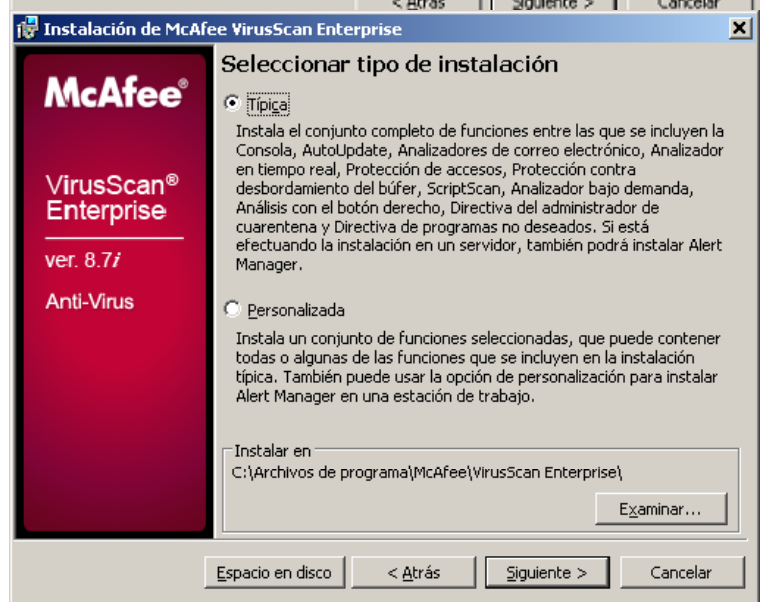 < Atrás Siguiente > Cancelar
Instalación de McAfee VirusScan Enterprise
McAfee®
VirusScan®
Enterprise
ver. 8.7i
Anti-Virus
Seleccionar tipo de instalación
Típica
Instala el conjunto completo de funciones entre las que se incluyen la
Consola, AutoUpdate, Analizadores de correo electrónico, Analizador
en tiempo real, Protección de accesos, Protección contra
desbordamiento del búfer, ScriptScan, Analizador bajo demanda,
Análisis con el botón derecho, Directiva del administrador de
cuarentena y Directiva de programas no deseados. Si está
efectuando la instalación en un servidor, también podrá instalar Alert
Manager.
Personalizada
Instala un conjunto de funciones seleccionadas, que puede contener
todas o algunas de las funciones que se incluyen en la instalación
típica. También puede usar la opción de personalización para instalar
Alert Manager en una estación de trabajo.
Instalar en
C:\Archivos de programa\McAfee\VirusScan Enterprise\
Examinar...
Espacio en disco < Atrás Siguiente > Cancelar